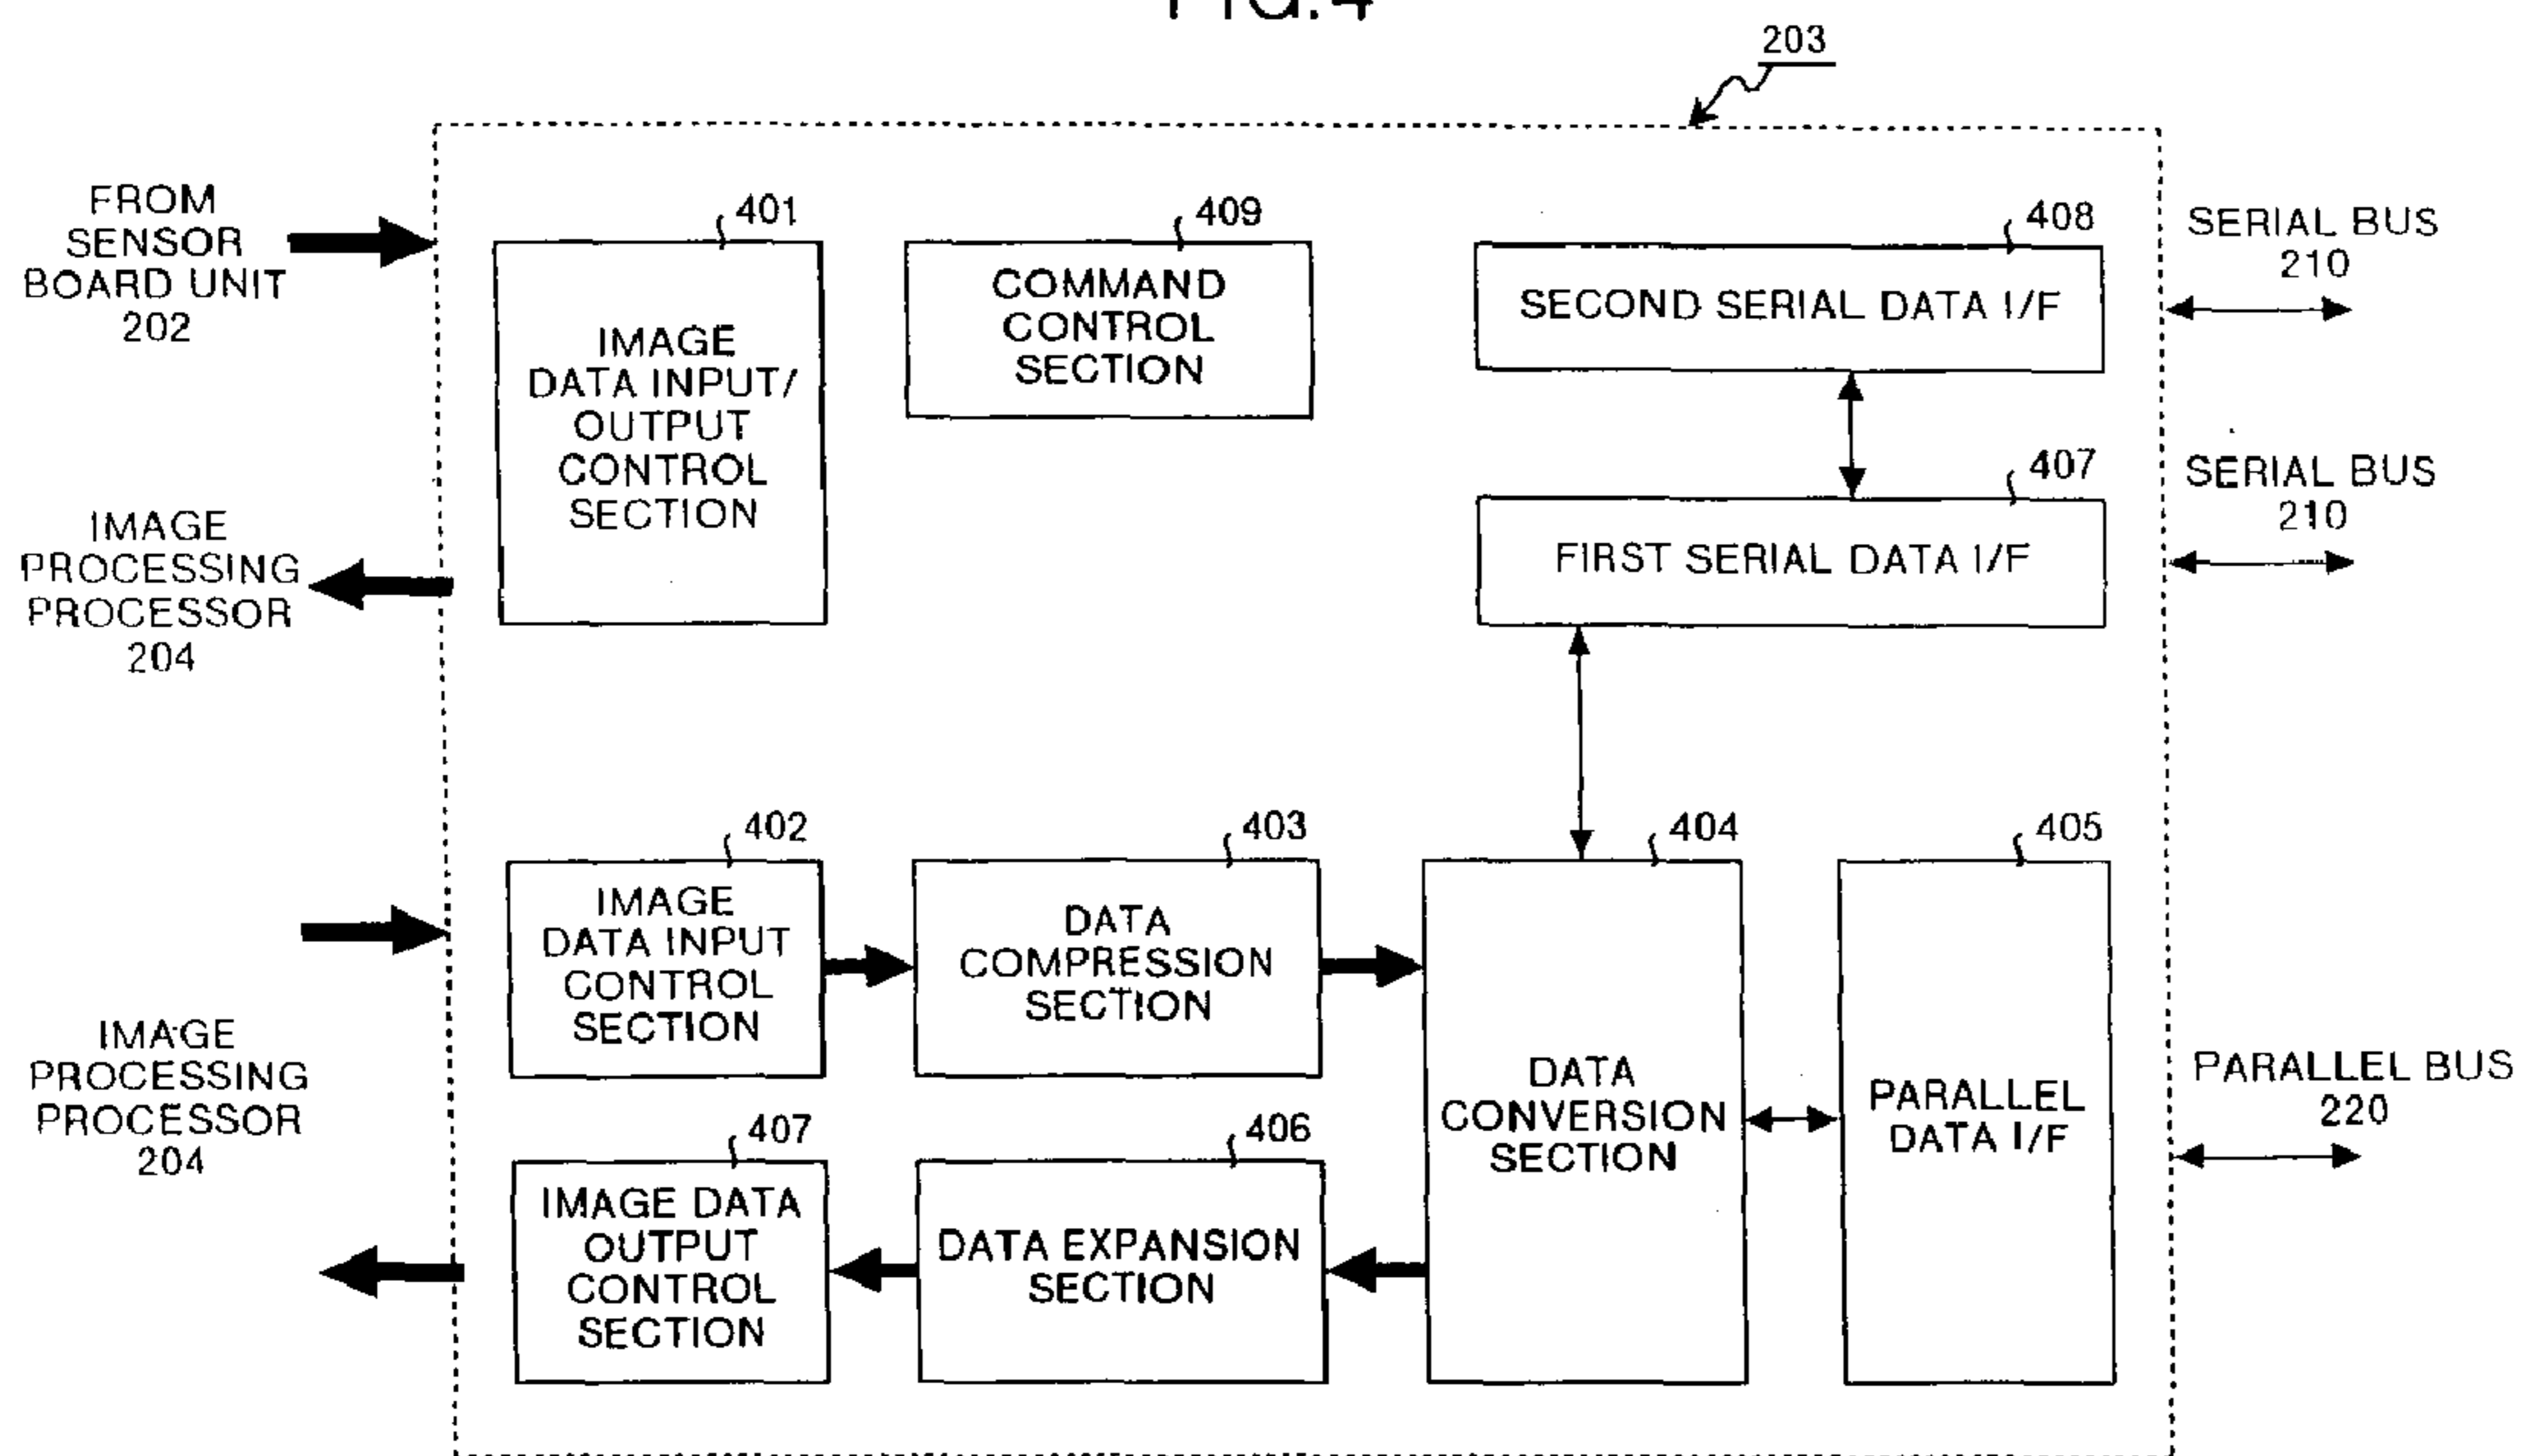 FIG.4
203
FROM
SENSOR
BOARD UNIT
202
401
IMAGE
DATA INPUT/
OUTPUT
CONTROL
SECTION
409
COMMAND
CONTROL
SECTION
408
SECOND SERIAL DATA I/F
SERIAL BUS
210
407
FIRST SERIAL DATA I/F
SERIAL BUS
210
IMAGE
PROCESSING
PROCESSOR
204
402
IMAGE
DATA INPUT
CONTROL
SECTION
403
DATA
COMPRESSION
SECTION
404
DATA
CONVERSION
SECTION
405
PARALLEL
DATA I/F
PARALLEL BUS
220
IMAGE
PROCESSING
PROCESSOR
204
407
IMAGE DATA
OUTPUT
CONTROL
SECTION
406
DATA EXPANSION
SECTION